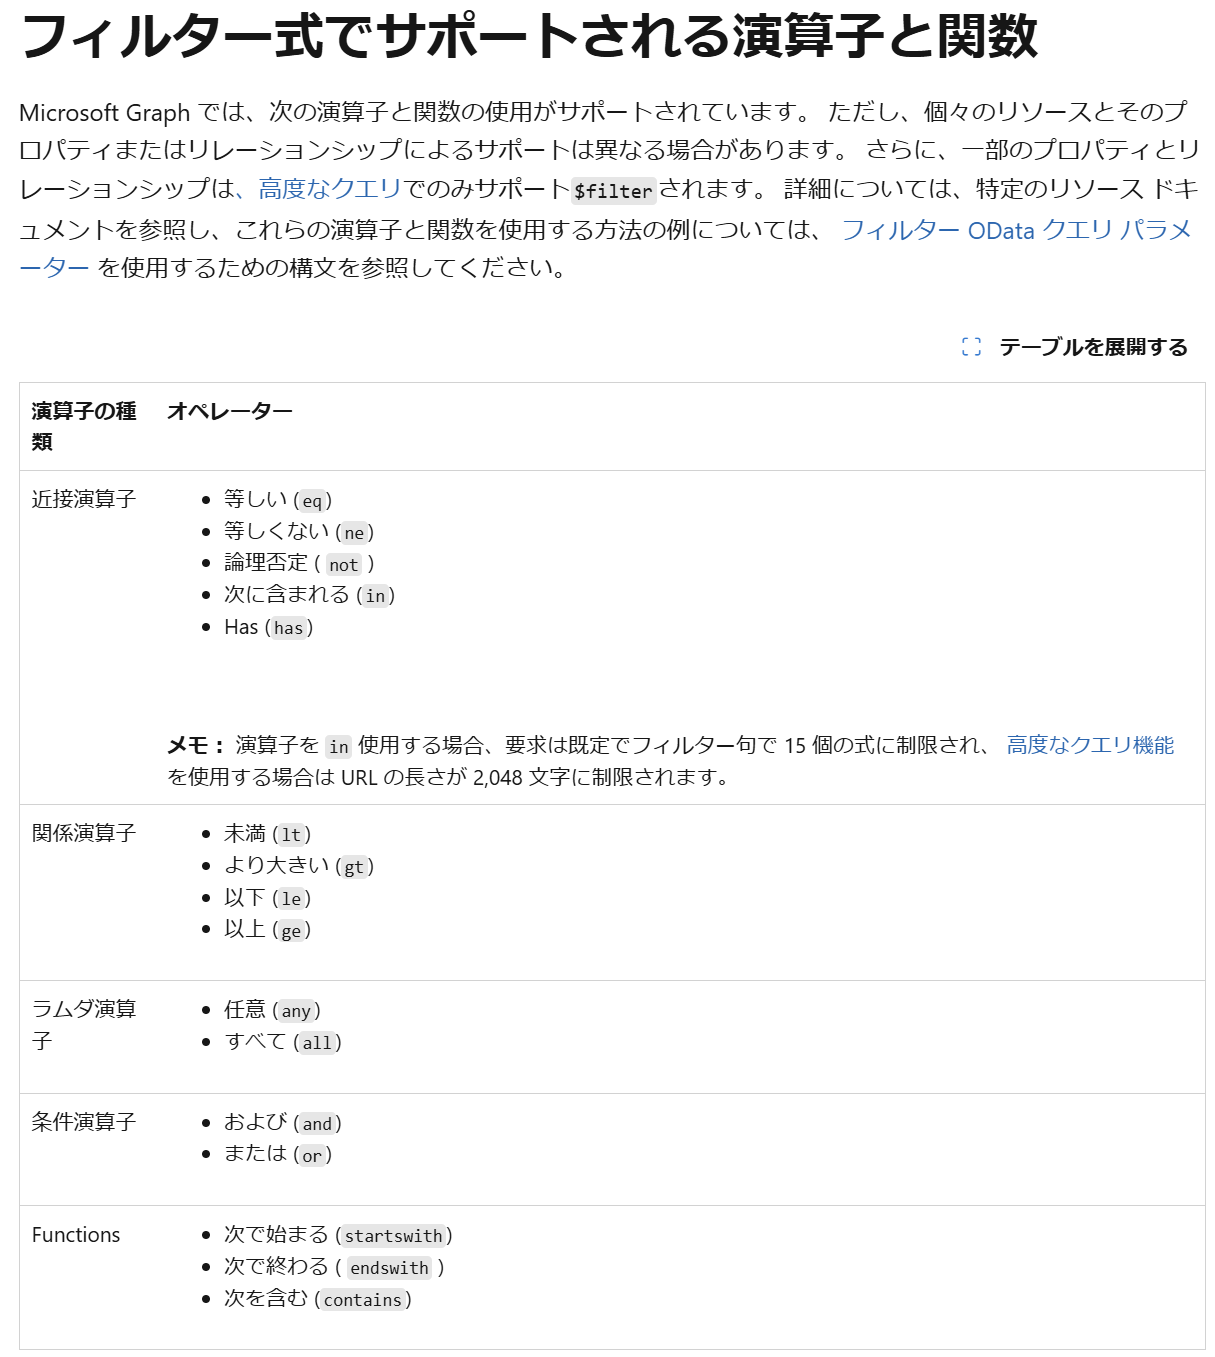 フィルター式でサポートされる演算子と関数
Microsoft Graph では、次の演算子と関数の使用がサポートされています。 ただし、個々のリソースとそのプ
ロパティまたはリレーションシップによるサポートは異なる場合があります。 さらに、一部のプロパティとリ
レーションシップは、高度なクエリでのみサポート$filterされます。 詳細については、特定のリソース ドキ
ュメントを参照し、これらの演算子と関数を使用する方法の例については、 フィルター OData クエリ パラメ
ーター を使用するための構文を参照してください。
テーブルを展開する
演算子の種類 オペレーター
近接演算子
• 等しい (eq)
• 等しくない (ne)
• 論理否定 ( not )
• 次に含まれる (in)
• Has (has)
メモ： 演算子を in 使用する場合、要求は既定でフィルター句で 15 個の式に制限され、 高度なクエリ機能
を使用する場合は URL の長さが 2,048 文字に制限されます。
関係演算子
• 未満 (lt)
• より大きい (gt)
• 以下 (le)
• 以上 (ge)
ラムダ演算子
• 任意 (any)
• すべて (all)
条件演算子
• および (and)
• または (or)
Functions
• 次で始まる (startswith)
• 次で終わる ( endswith )
• 次を含む (contains)